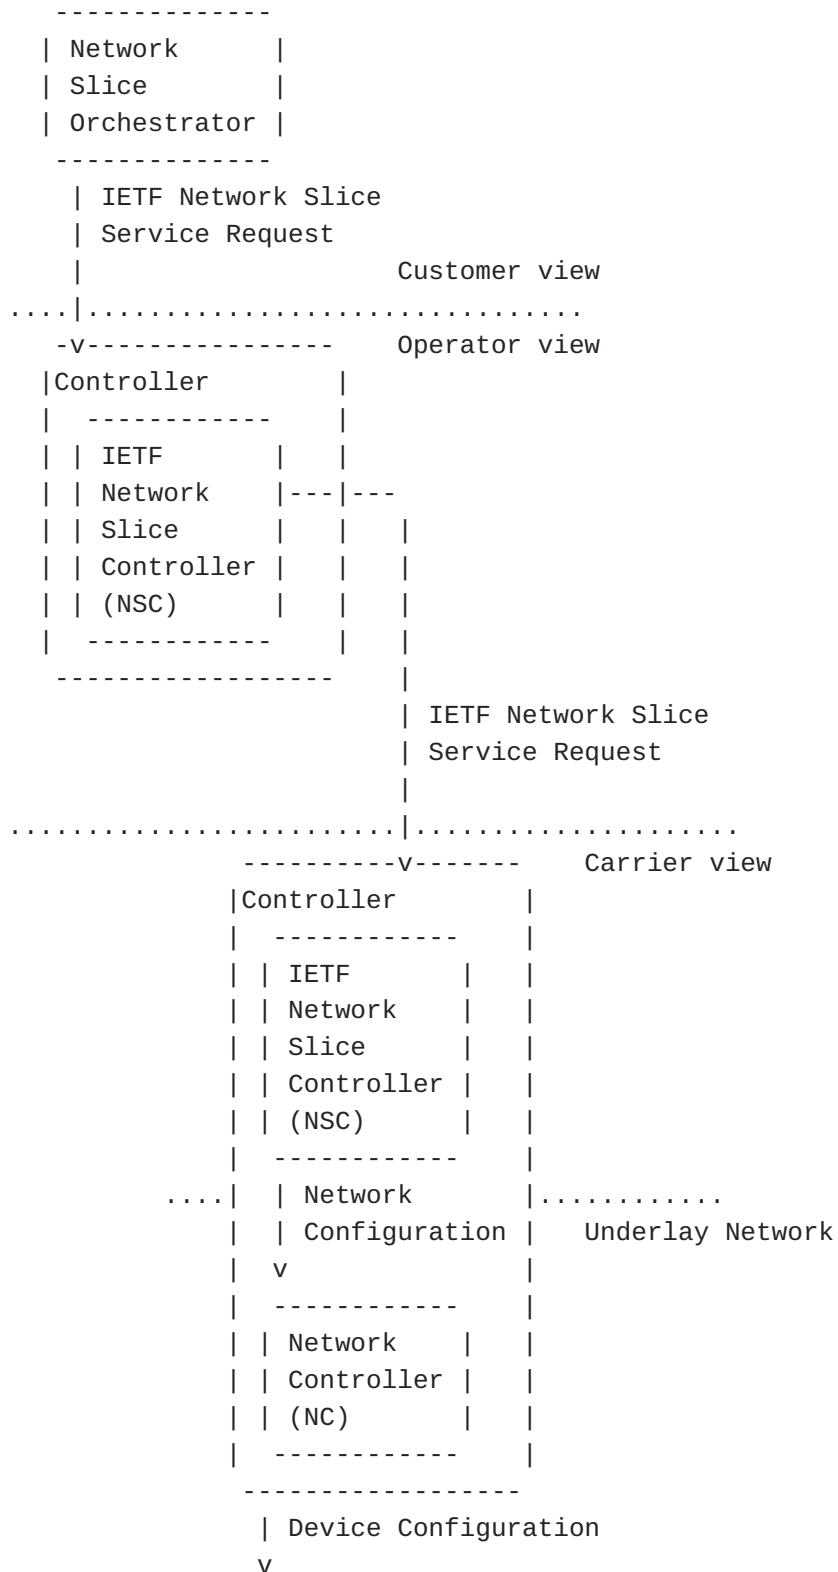 --------------
  | Network      |
  | Slice        |
  | Orchestrator |
   --------------
    | IETF Network Slice
    | Service Request
    |                    Customer view
....|................................
   -v----------------    Operator view
  |Controller        |
  |  ------------    |
  | | IETF       |   |
  | | Network    |---|---
  | | Slice      |   |   |
  | | Controller |   |   |
  | | (NSC)      |   |   |
  |  ------------    |   |
   ------------------    |
                         | IETF Network Slice
                         | Service Request
                         |
.........................|.....................
               ----------v-------    Carrier view
              |Controller        |
              |  ------------    |
              | | IETF       |   |
              | | Network    |   |
              | | Slice      |   |
              | | Controller |   |
              | | (NSC)      |   |
              |  ------------    |
          ....|  | Network       |............
              |  | Configuration |   Underlay Network
              |  v               |
              |  ------------    |
              | | Network    |   |
              | | Controller |   |
              | | (NC)       |   |
              |  ------------    |
               ------------------
                | Device Configuration
                v